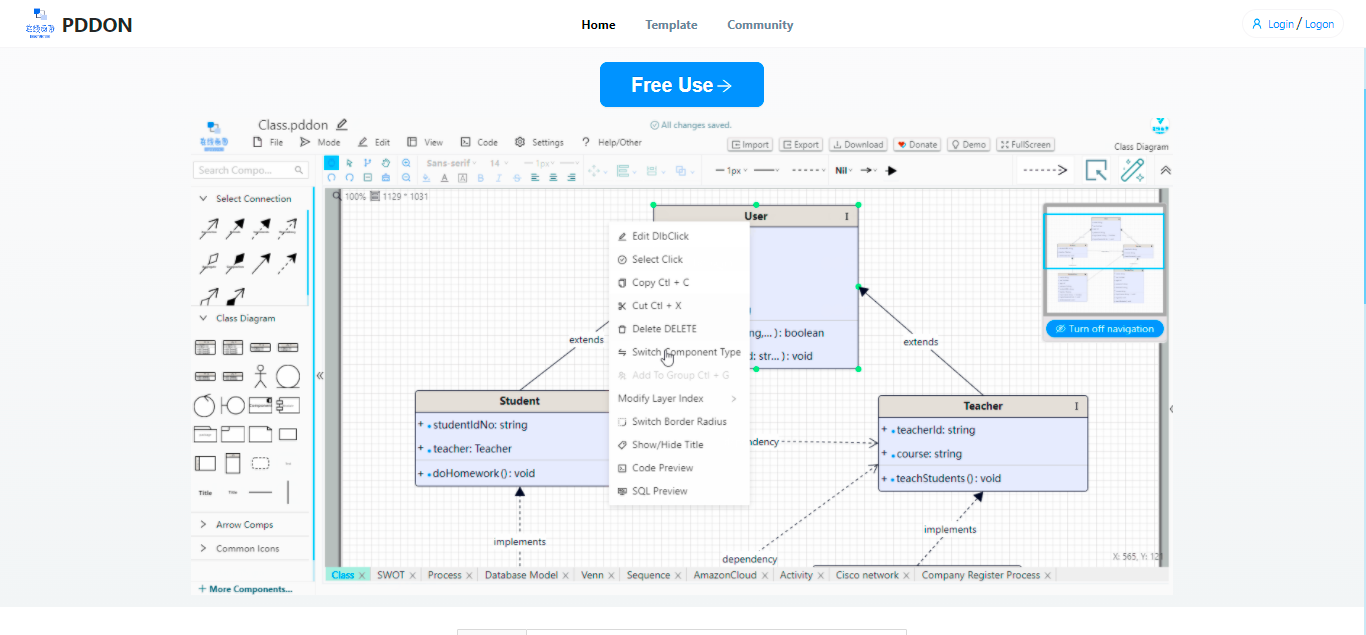 PDDON
Home Template Community
Login / Logon
Free Use
Class.pddon
All changes saved.
File Mode Edit View Code Settings ? Help/Other
Import Export Download Donate Demo FullScreen
Class Diagram
Search Compo...
Sans-serif 14 1px
1px Nil
100% 1129 * 1031
Select Connection
Class Diagram
Title Title
Arrow Comps
Common Icons
+ More Components...
User I
Edit DlbClick
Select Click
Copy Ctl + C
Cut Ctl + X
Delete DELETE
Switch Component Type
Add To Group Ctl + G
Modify Layer Index
Switch Border Radius
Show/Hide Title
Code Preview
SQL Preview
ng,... ): boolean
d: str... ): void
extends
extends
Student
+ studentIdNo: string
+ teacher: Teacher
+ doHomework (): void
Teacher I
+ teacherId: string
+ course: string
+ teachStudents (): void
ndency
dependency
implements
implements
Turn off navigation
X: 565, Y: 12
Class SWOT Process Database Model Venn Sequence AmazonCloud Activity Cisco network Company Register Process